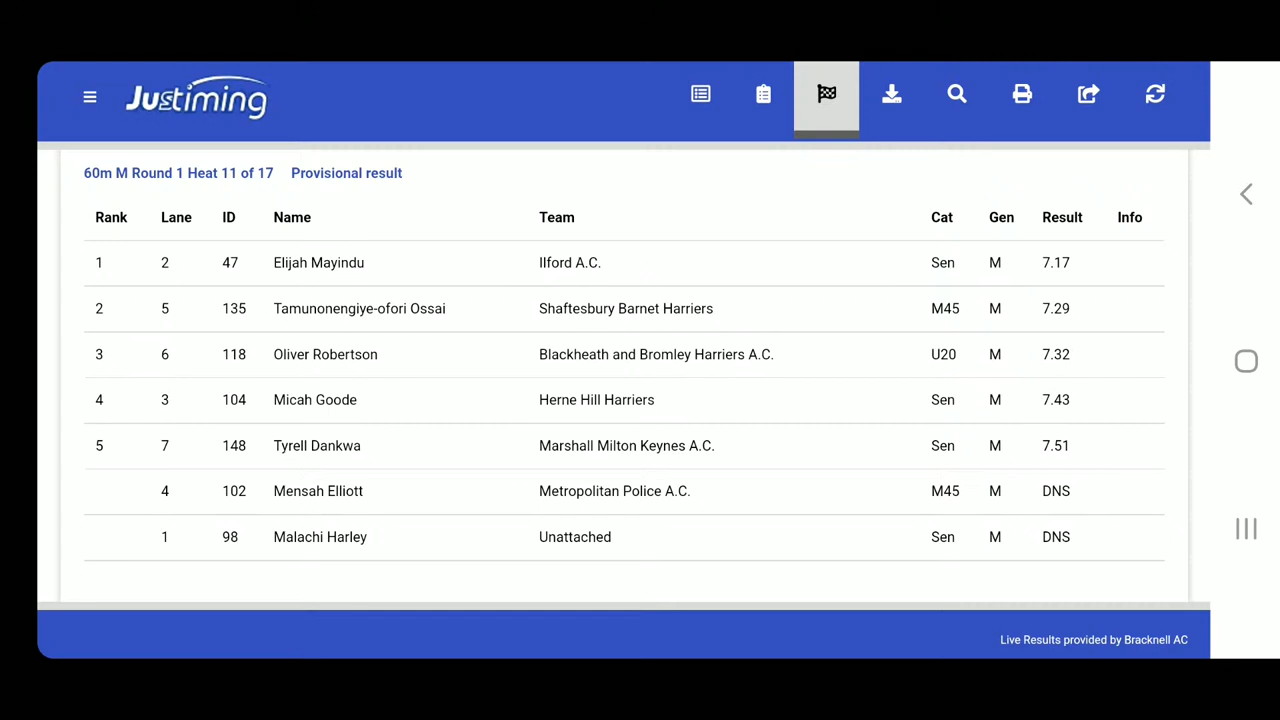 Justiming
60m M Round 1 Heat 11 of 17 Provisional result
Rank Lane ID Name Team Cat Gen Result Info
1 2 47 Elijah Mayindu Ilford A.C. Sen M 7.17
2 5 135 Tamunonengiye-ofori Ossai Shaftesbury Barnet Harriers M45 M 7.29
3 6 118 Oliver Robertson Blackheath and Bromley Harriers A.C. U20 M 7.32
4 3 104 Micah Goode Herne Hill Harriers Sen M 7.43
5 7 148 Tyrell Dankwa Marshall Milton Keynes A.C. Sen M 7.51
4 102 Mensah Elliott Metropolitan Police A.C. M45 M DNS
1 98 Malachi Harley Unattached Sen M DNS
Live Results provided by Bracknell AC